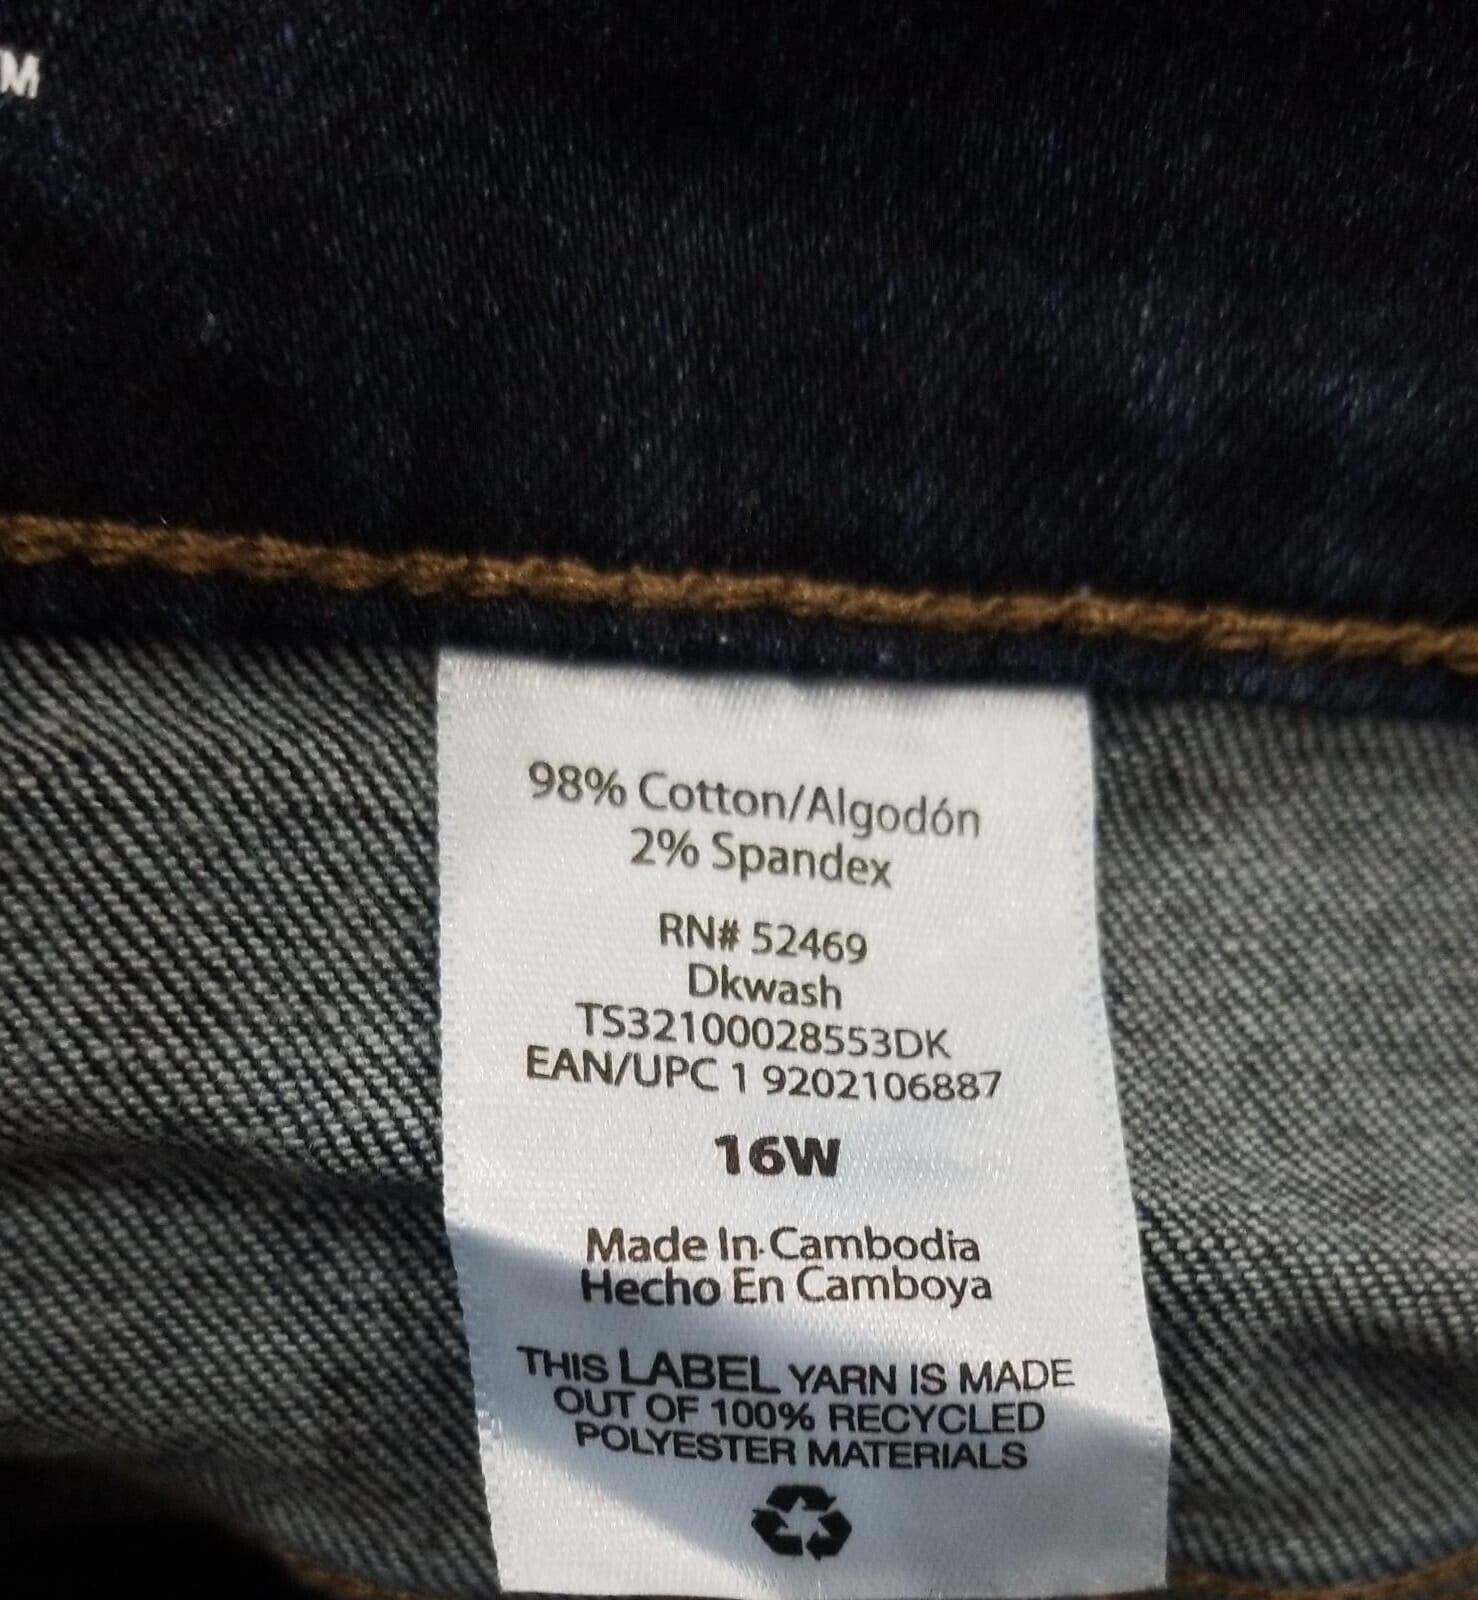 M
98% Cotton/Algodón
2% Spandex
RN# 52469
Dkwash
TS32100028553DK
EAN/UPC 1 9202106887
16W
Made In Cambodia
Hecho En Camboya
THIS LABEL YARN IS MADE
OUT OF 100% RECYCLED
POLYESTER MATERIALS